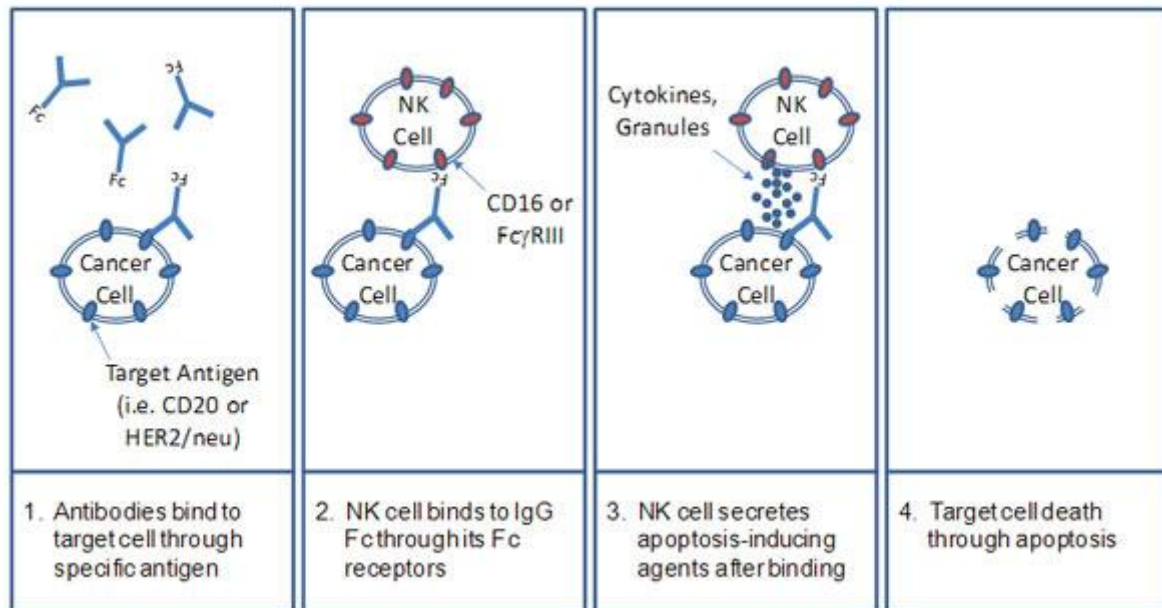 Fc
Fc
Fc
Fc
Cancer
Cell
Target Antigen
(i.e. CD20 or
HER2/neu)
1. Antibodies bind to
target cell through
specific antigen
NK
Cell
Fc
CD16 or
FcγRIII
Cancer
Cell
2. NK cell binds to IgG
Fc through its Fc
receptors
Cytokines,
Granules
NK
Cell
Fc
Cancer
Cell
3. NK cell secretes
apoptosis-inducing
agents after binding
Cancer
Cell
4. Target cell death
through apoptosis